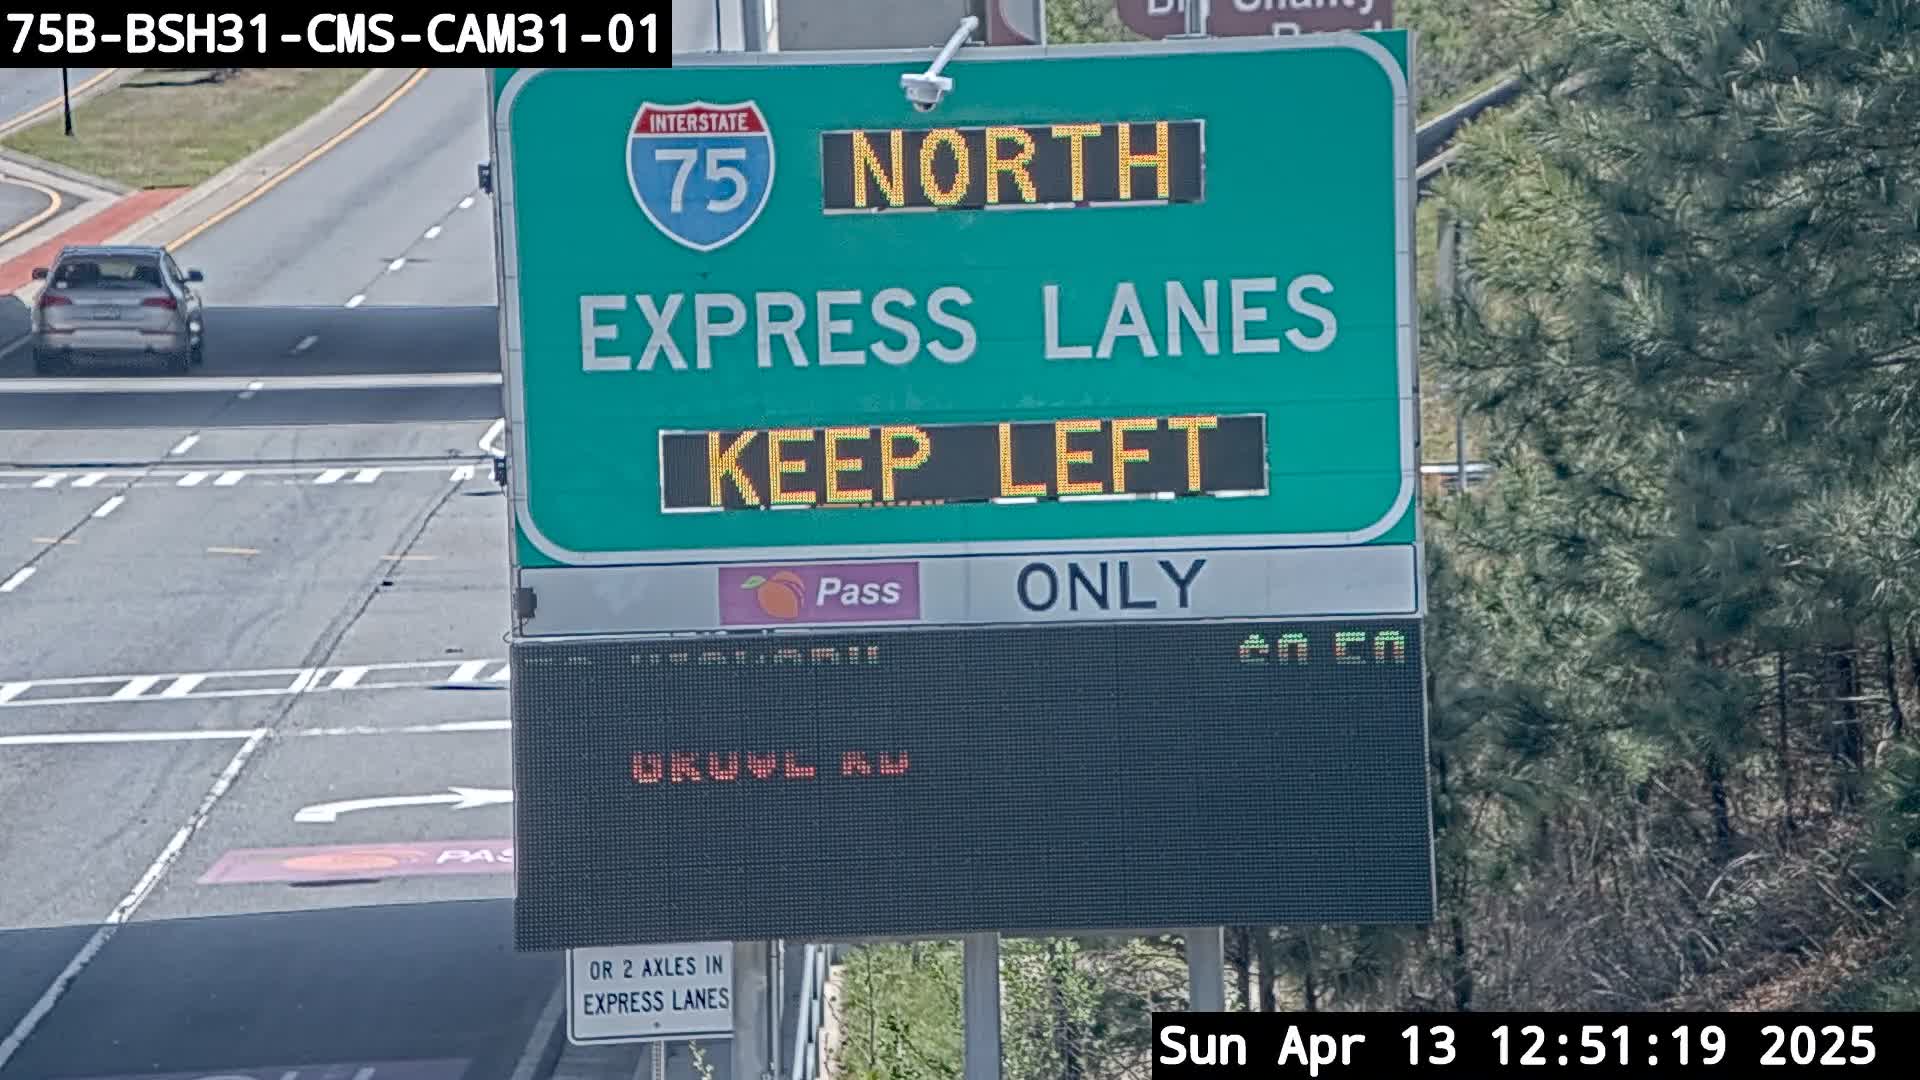 75B-BSH31-CMS-CAM31-01
INTERSTATE
75
NORTH
EXPRESS LANES
KEEP LEFT
Pass ONLY
OR 2 AXLES IN
EXPRESS LANES
Sun Apr 13 12:51:19 2025